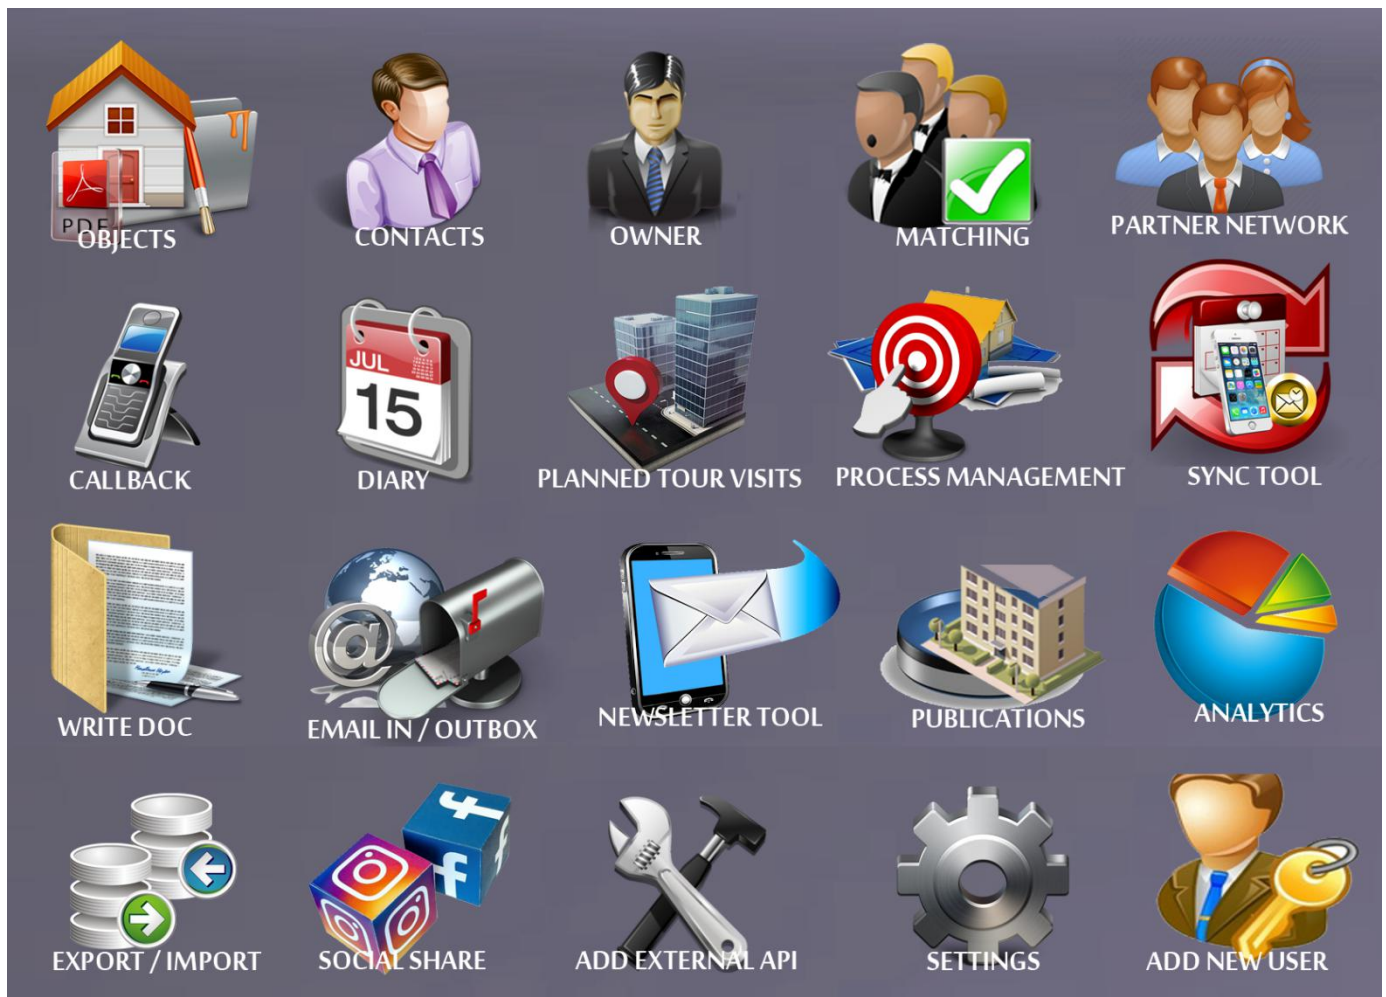 PDF
OBJECTS
CONTACTS
OWNER
MATCHING
PARTNER NETWORK
JUL
15
CALLBACK
DIARY
PLANNED TOUR VISITS
PROCESS MANAGEMENT
SYNC TOOL
WRITE DOC
@
EMAIL IN / OUTBOX
NEWSLETTER TOOL
PUBLICATIONS
ANALYTICS
EXPORT / IMPORT
f
f
f
SOCIAL SHARE
ADD EXTERNAL API
SETTINGS
ADD NEW USER